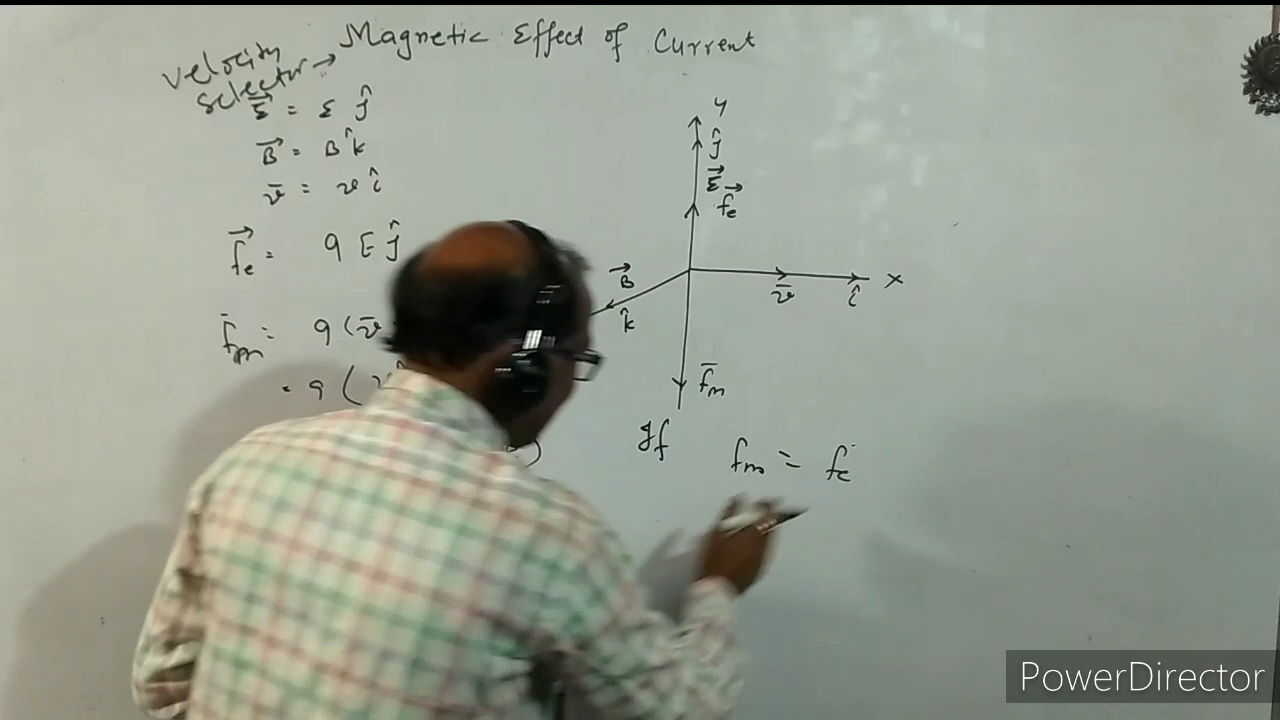 Magnetic Effect of Current
velocity
selector →
ε⃗ = ε ĵ
B⃗ = B k̂
v̄ = v î
f⃗e = q E ĵ
f̄m = q (v̄
= q (
y
ĵ
ε⃗
f⃗e
B⃗
k̂
v̄
î
x
f̄m
If fm = fe
PowerDirector